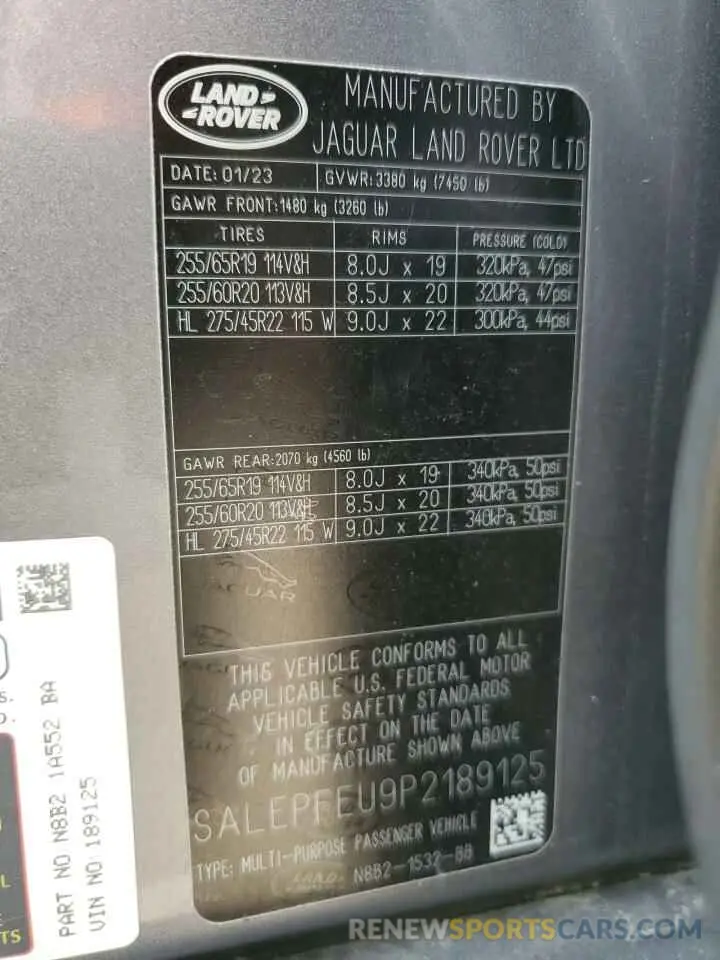 LAND ROVER
MANUFACTURED BY
JAGUAR LAND ROVER LTD
DATE: 01/23 GVWR:3380 kg (7450 lb)
GAWR FRONT:1480 kg (3260 lb)
TIRES RIMS PRESSURE (COLD)
255/65R19 114V&H 8.0J x 19 320kPa, 47psi
255/60R20 113V&H 8.5J x 20 320kPa, 47psi
HL 275/45R22 115 W 9.0J x 22 300kPa, 44psi
GAWR REAR:2070 kg (4560 lb)
255/65R19 114V&H 8.0J x 19 340kPa, 50psi
255/60R20 113V&H 8.5J x 20 340kPa, 50psi
HL 275/45R22 115 W 9.0J x 22 340kPa, 50psi
JAGUAR
THIS VEHICLE CONFORMS TO ALL
APPLICABLE U.S. FEDERAL MOTOR
VEHICLE SAFETY STANDARDS
IN EFFECT ON THE DATE
OF MANUFACTURE SHOWN ABOVE
SALEPFEU9P2189125
TYPE: MULTI-PURPOSE PASSENGER VEHICLE
N8B2-1532-BB
PART NO N8B2 1A552 BA
VIN NO: 189125
RENEWSPORTSCARS.COM